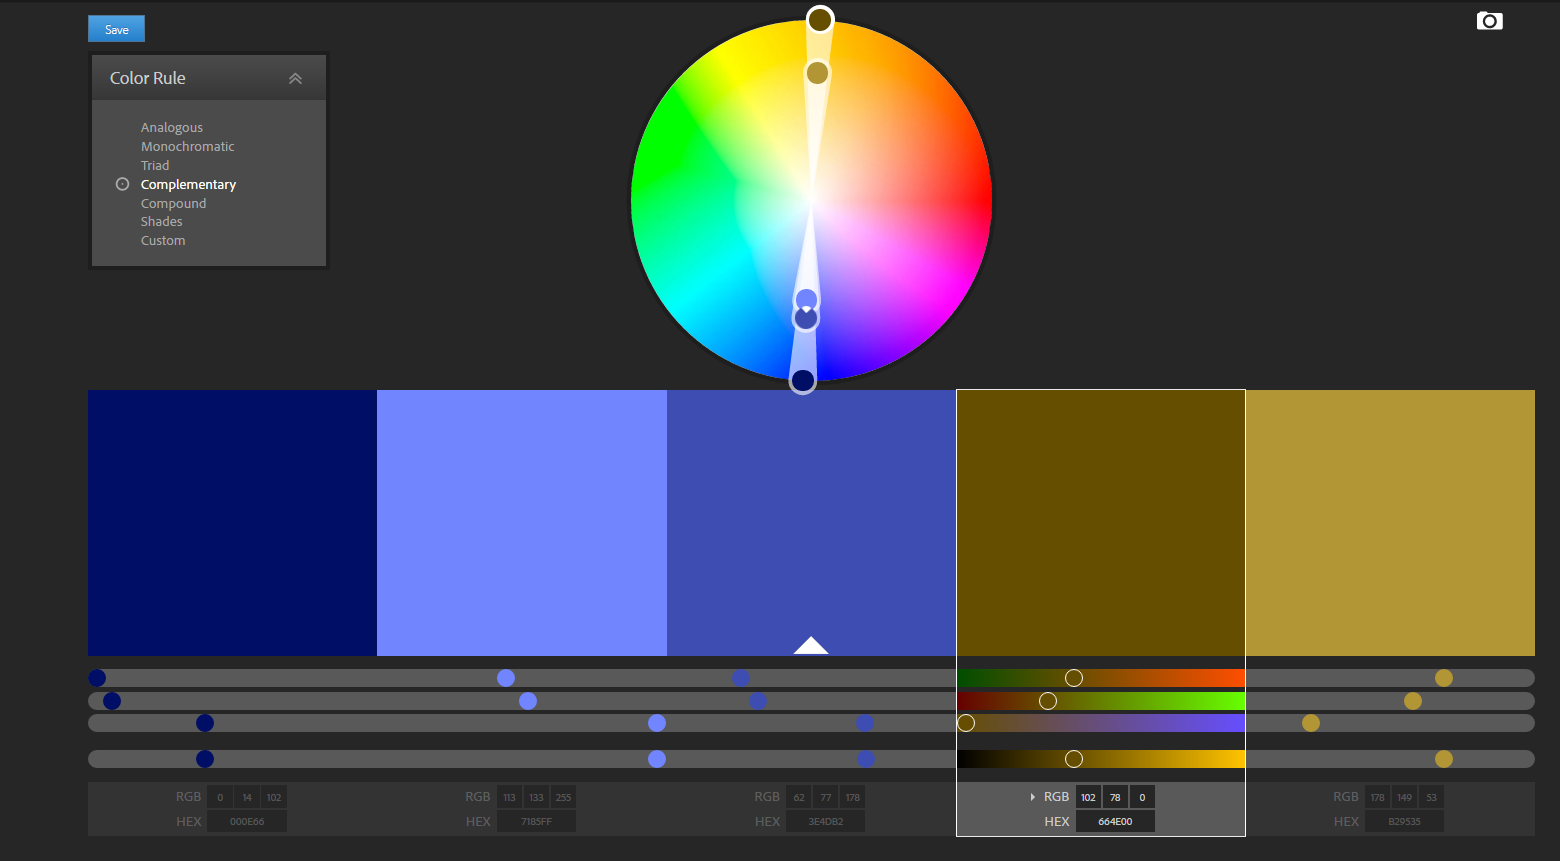 Save
Color Rule
Analogous
Monochromatic
Triad
Complementary
Compound
Shades
Custom
RGB 0 14 102
HEX 000E66
RGB 113 133 255
HEX 7185FF
RGB 62 77 178
HEX 3E4DB2
RGB 102 78 0
HEX 664E00
RGB 178 149 53
HEX B29535